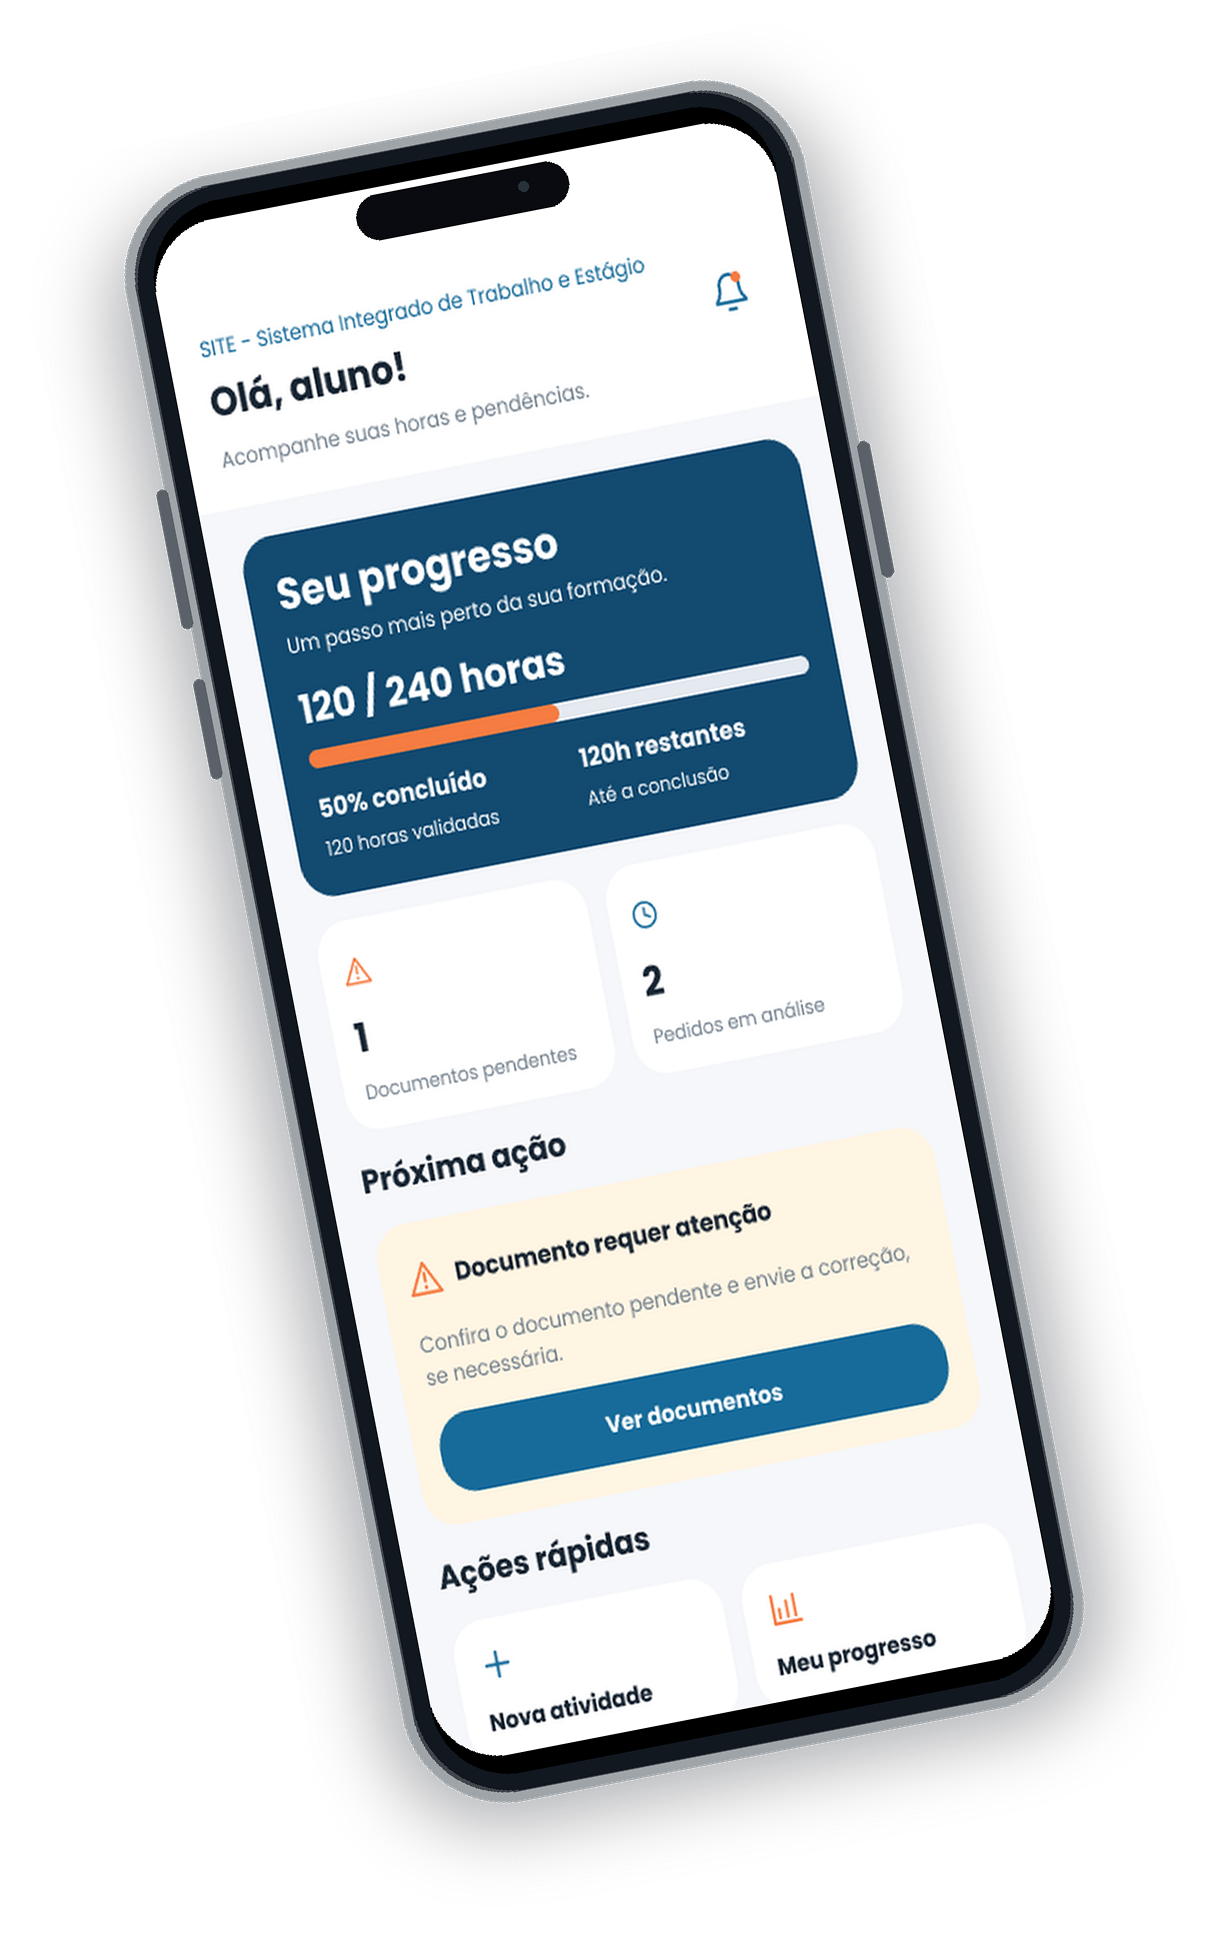 SITE - Sistema Integrado de Trabalho e Estágio
Olá, aluno!
Acompanhe suas horas e pendências.
Seu progresso
Um passo mais perto da sua formação.
120 / 240 horas
50% concluído
120 horas validadas
120h restantes
Até a conclusão
1
Documentos pendentes
2
Pedidos em análise
Próxima ação
Documento requer atenção
Confira o documento pendente e envie a correção,
se necessária.
Ver documentos
Ações rápidas
Nova atividade
Meu progresso